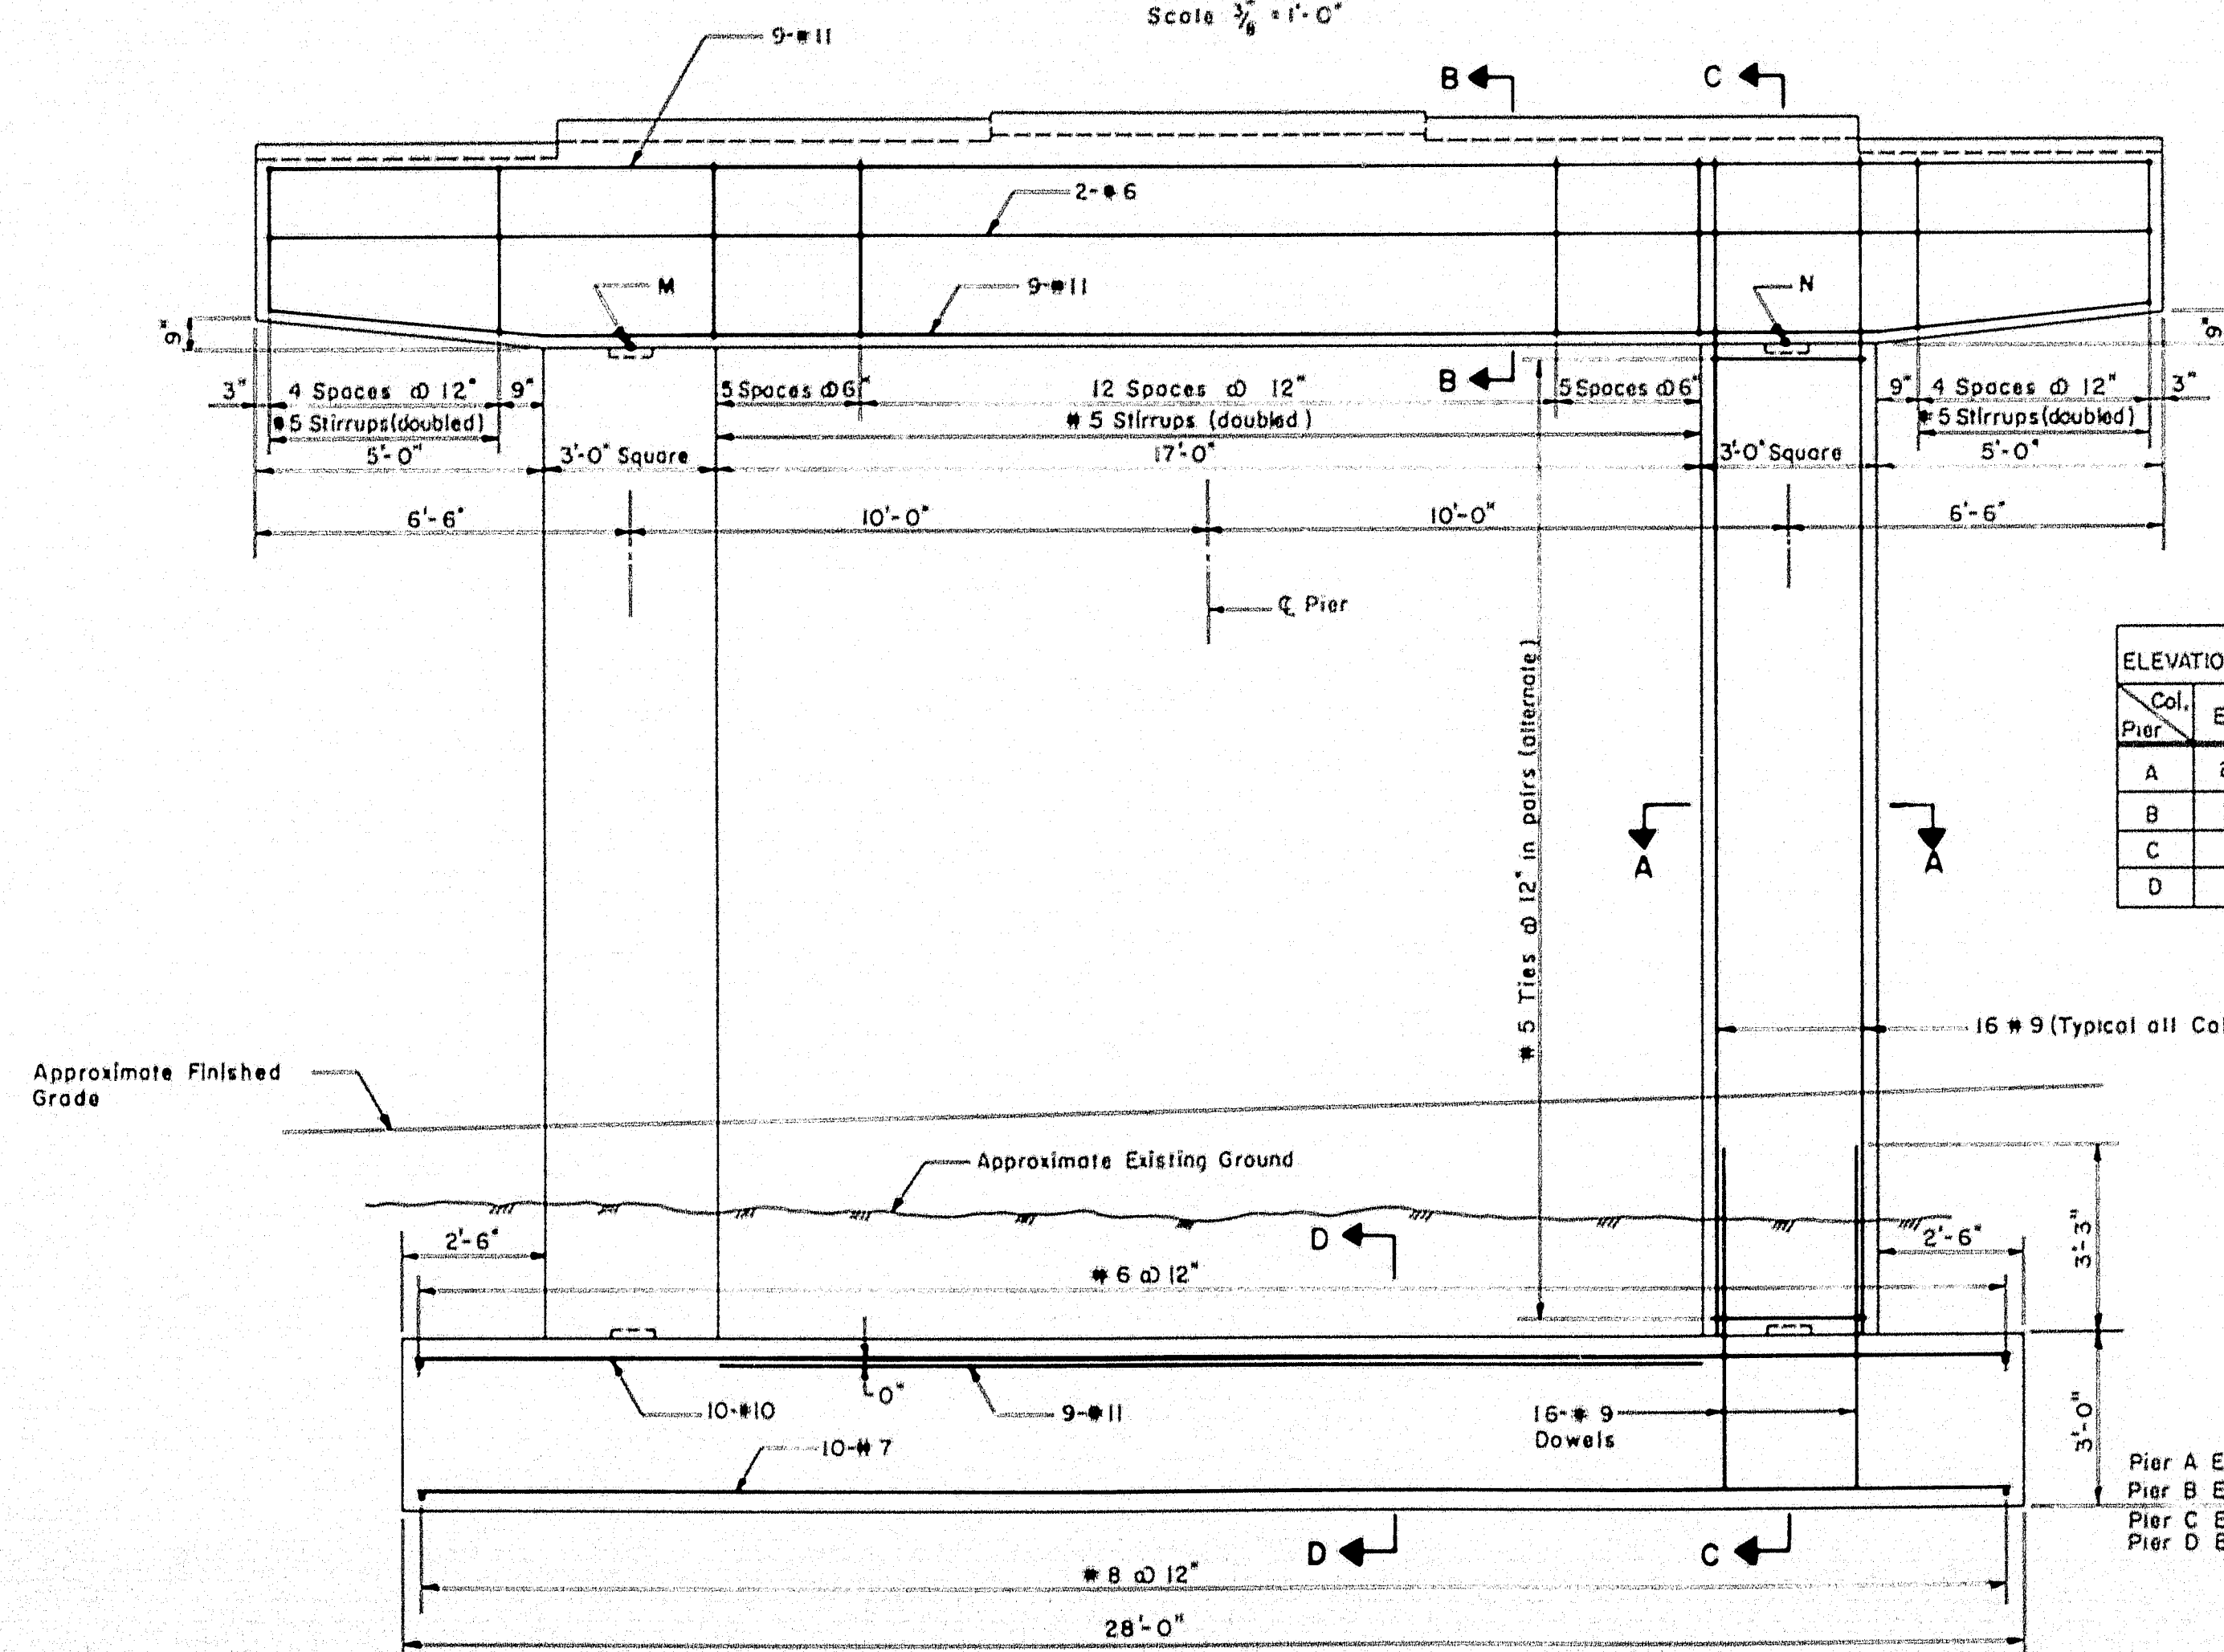 Scale 3/8" = 1'-0"
9-#11
B
C
2-#6
M
9-#11
N
9"
9"
B
3"
4 Spaces @ 12"
9"
5 Spaces @ 6"
12 Spaces @ 12"
5 Spaces @ 6"
9"
4 Spaces @ 12"
3"
#5 Stirrups (doubled)
#5 Stirrups (doubled)
#5 Stirrups (doubled)
5'-0"
3'-0" Square
17'-0"
3'-0" Square
5'-0"
6'-6"
10'-0"
10'-0"
6'-6"
℄ Pier
#5 Ties @ 12" in pairs (alternate)
ELEVATIO
Col.
Pier
E
A
B
C
D
A
A
16 #9 (Typical all Col
Approximate Finished
Grade
Approximate Existing Ground
2'-6"
D
2'-6"
3'-3"
#6 @ 12"
0"
10-#10
9-#11
16-#9
Dowels
10-#7
3'-0"
Pier A E
Pier B E
Pier C E
Pier D E
D
C
#8 @ 12"
28'-0"